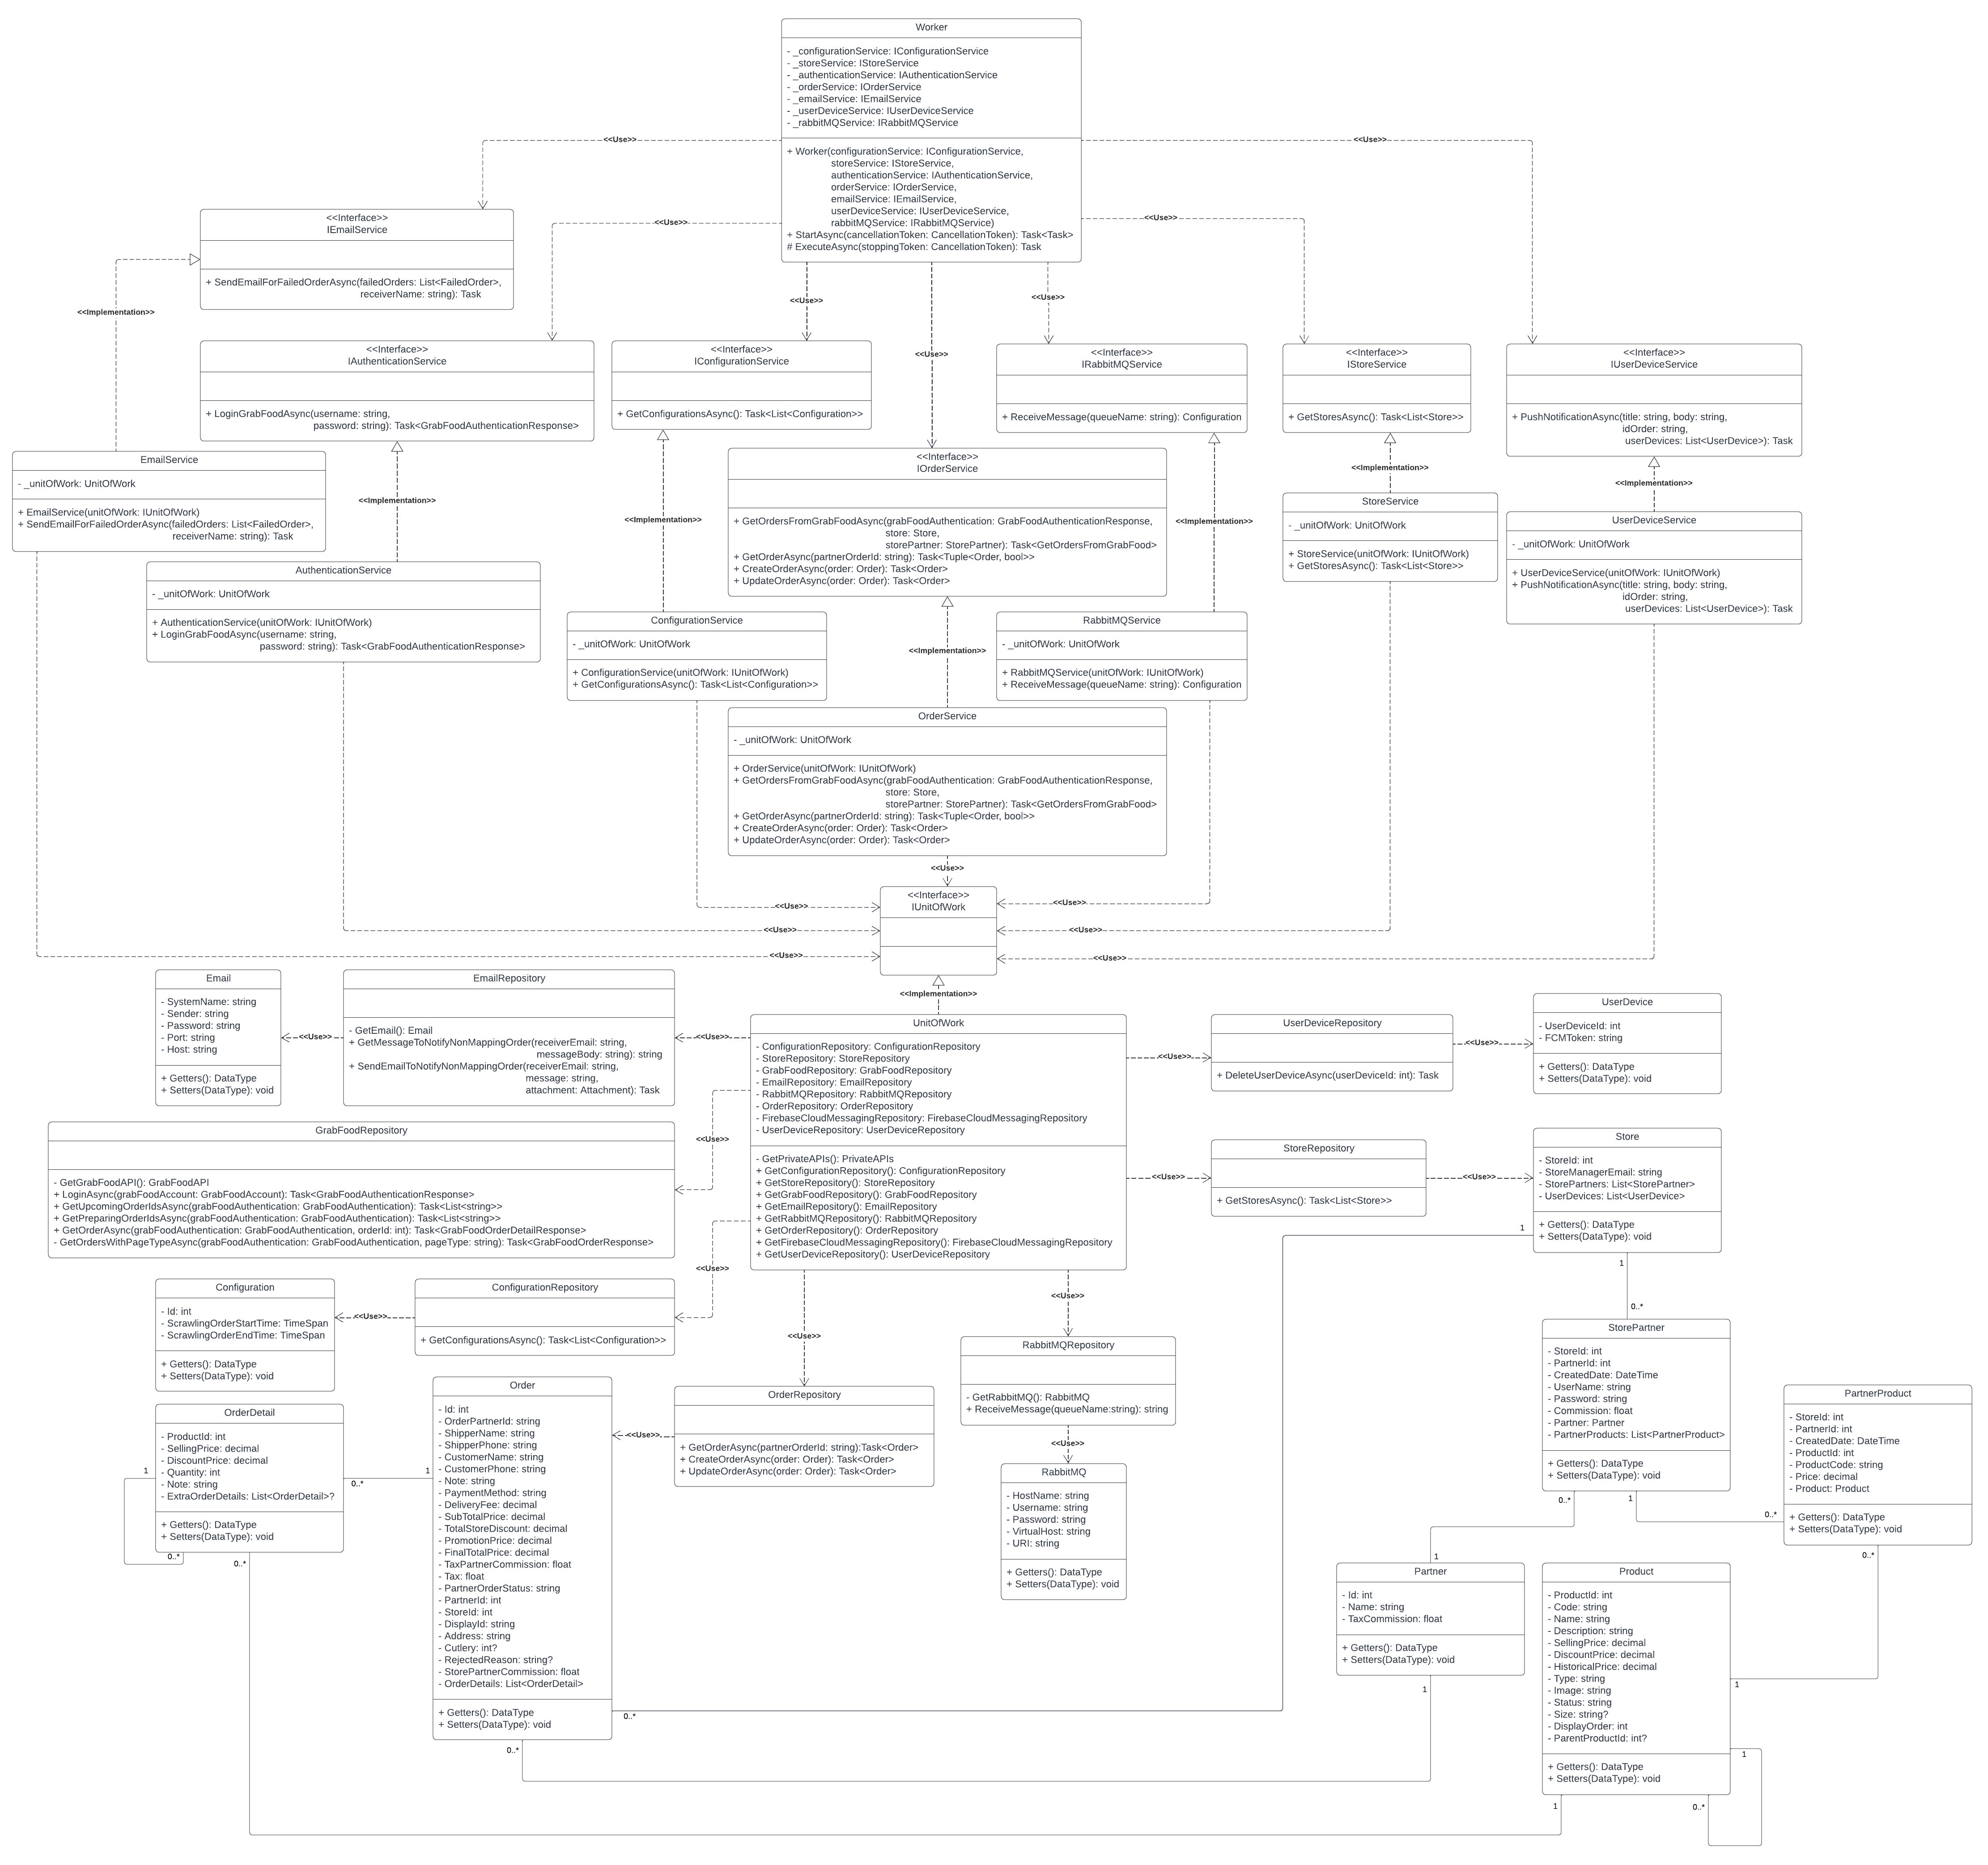 Worker
- _configurationService: IConfigurationService
- _storeService: IStoreService
- _authenticationService: IAuthenticationService
- _orderService: IOrderService
- _emailService: IEmailService
- _userDeviceService: IUserDeviceService
- _rabbitMQService: IRabbitMQService
+ Worker(configurationService: IConfigurationService,
storeService: IStoreService,
authenticationService: IAuthenticationService,
orderService: IOrderService,
emailService: IEmailService,
userDeviceService: IUserDeviceService,
rabbitMQService: IRabbitMQService)
+ StartAsync(cancellationToken: CancellationToken): Task<Task>
# ExecuteAsync(stoppingToken: CancellationToken): Task
<<Use>>
<<Use>>
<<Use>>
<<Use>>
<<Use>>
<<Use>>
<<Use>>
<<Interface>>
IEmailService
+ SendEmailForFailedOrderAsync(failedOrders: List<FailedOrder>,
receiverName: string): Task
<<Implementation>>
<<Interface>>
IAuthenticationService
+ LoginGrabFoodAsync(username: string,
password: string): Task<GrabFoodAuthenticationResponse>
<<Interface>>
IConfigurationService
+ GetConfigurationsAsync(): Task<List<Configuration>>
<<Interface>>
IRabbitMQService
+ ReceiveMessage(queueName: string): Configuration
<<Interface>>
IStoreService
+ GetStoresAsync(): Task<List<Store>>
<<Interface>>
IUserDeviceService
+ PushNotificationAsync(title: string, body: string,
idOrder: string,
userDevices: List<UserDevice>): Task
<<Interface>>
IOrderService
+ GetOrdersFromGrabFoodAsync(grabFoodAuthentication: GrabFoodAuthenticationResponse,
store: Store,
storePartner: StorePartner): Task<GetOrdersFromGrabFood>
+ GetOrderAsync(partnerOrderId: string): Task<Tuple<Order, bool>>
+ CreateOrderAsync(order: Order): Task<Order>
+ UpdateOrderAsync(order: Order): Task<Order>
<<Implementation>>
<<Implementation>>
<<Implementation>>
<<Implementation>>
<<Implementation>>
<<Implementation>>
EmailService
- _unitOfWork: UnitOfWork
+ EmailService(unitOfWork: IUnitOfWork)
+ SendEmailForFailedOrderAsync(failedOrders: List<FailedOrder>,
receiverName: string): Task
AuthenticationService
- _unitOfWork: UnitOfWork
+ AuthenticationService(unitOfWork: IUnitOfWork)
+ LoginGrabFoodAsync(username: string,
password: string): Task<GrabFoodAuthenticationResponse>
ConfigurationService
- _unitOfWork: UnitOfWork
+ ConfigurationService(unitOfWork: IUnitOfWork)
+ GetConfigurationsAsync(): Task<List<Configuration>>
RabbitMQService
- _unitOfWork: UnitOfWork
+ RabbitMQService(unitOfWork: IUnitOfWork)
+ ReceiveMessage(queueName: string): Configuration
StoreService
- _unitOfWork: UnitOfWork
+ StoreService(unitOfWork: IUnitOfWork)
+ GetStoresAsync(): Task<List<Store>>
UserDeviceService
- _unitOfWork: UnitOfWork
+ UserDeviceService(unitOfWork: IUnitOfWork)
+ PushNotificationAsync(title: string, body: string,
idOrder: string,
userDevices: List<UserDevice>): Task
OrderService
- _unitOfWork: UnitOfWork
+ OrderService(unitOfWork: IUnitOfWork)
+ GetOrdersFromGrabFoodAsync(grabFoodAuthentication: GrabFoodAuthenticationResponse,
store: Store,
storePartner: StorePartner): Task<GetOrdersFromGrabFood>
+ GetOrderAsync(partnerOrderId: string): Task<Tuple<Order, bool>>
+ CreateOrderAsync(order: Order): Task<Order>
+ UpdateOrderAsync(order: Order): Task<Order>
<<Use>>
<<Use>>
<<Use>>
<<Use>>
<<Use>>
<<Use>>
<<Use>>
<<Interface>>
IUnitOfWork
<<Implementation>>
Email
- SystemName: string
- Sender: string
- Password: string
- Port: string
- Host: string
+ Getters(): DataType
+ Setters(DataType): void
<<Use>>
EmailRepository
- GetEmail(): Email
+ GetMessageToNotifyNonMappingOrder(receiverEmail: string,
messageBody: string): string
+ SendEmailToNotifyNonMappingOrder(receiverEmail: string,
message: string,
attachment: Attachment): Task
<<Use>>
UnitOfWork
- ConfigurationRepository: ConfigurationRepository
- StoreRepository: StoreRepository
- GrabFoodRepository: GrabFoodRepository
- EmailRepository: EmailRepository
- RabbitMQRepository: RabbitMQRepository
- OrderRepository: OrderRepository
- FirebaseCloudMessagingRepository: FirebaseCloudMessagingRepository
- UserDeviceRepository: UserDeviceRepository
- GetPrivateAPIs(): PrivateAPIs
+ GetConfigurationRepository(): ConfigurationRepository
+ GetStoreRepository(): StoreRepository
+ GetGrabFoodRepository(): GrabFoodRepository
+ GetEmailRepository(): EmailRepository
+ GetRabbitMQRepository(): RabbitMQRepository
+ GetOrderRepository(): OrderRepository
+ GetFirebaseCloudMessagingRepository(): FirebaseCloudMessagingRepository
+ GetUserDeviceRepository(): UserDeviceRepository
<<Use>>
UserDeviceRepository
+ DeleteUserDeviceAsync(userDeviceId: int): Task
<<Use>>
UserDevice
- UserDeviceId: int
- FCMToken: string
+ Getters(): DataType
+ Setters(DataType): void
<<Use>>
GrabFoodRepository
- GetGrabFoodAPI(): GrabFoodAPI
+ LoginAsync(grabFoodAccount: GrabFoodAccount): Task<GrabFoodAuthenticationResponse>
+ GetUpcomingOrderIdsAsync(grabFoodAuthentication: GrabFoodAuthentication): Task<List<string>>
+ GetPreparingOrderIdsAsync(grabFoodAuthentication: GrabFoodAuthentication): Task<List<string>>
+ GetOrderAsync(grabFoodAuthentication: GrabFoodAuthentication, orderId: int): Task<GrabFoodOrderDetailResponse>
- GetOrdersWithPageTypeAsync(grabFoodAuthentication: GrabFoodAuthentication, pageType: string): Task<GrabFoodOrderResponse>
<<Use>>
StoreRepository
+ GetStoresAsync(): Task<List<Store>>
<<Use>>
Store
- StoreId: int
- StoreManagerEmail: string
- StorePartners: List<StorePartner>
- UserDevices: List<UserDevice>
+ Getters(): DataType
+ Setters(DataType): void
1
1
0..*
<<Use>>
Configuration
- Id: int
- ScrawlingOrderStartTime: TimeSpan
- ScrawlingOrderEndTime: TimeSpan
+ Getters(): DataType
+ Setters(DataType): void
<<Use>>
ConfigurationRepository
+ GetConfigurationsAsync(): Task<List<Configuration>>
<<Use>>
<<Use>>
RabbitMQRepository
- GetRabbitMQ(): RabbitMQ
+ ReceiveMessage(queueName:string): string
<<Use>>
RabbitMQ
- HostName: string
- Username: string
- Password: string
- VirtualHost: string
- URI: string
+ Getters(): DataType
+ Setters(DataType): void
OrderRepository
+ GetOrderAsync(partnerOrderId: string):Task<Order>
+ CreateOrderAsync(order: Order): Task<Order>
+ UpdateOrderAsync(order: Order): Task<Order>
<<Use>>
Order
- Id: int
- OrderPartnerId: string
- ShipperName: string
- ShipperPhone: string
- CustomerName: string
- CustomerPhone: string
- Note: string
- PaymentMethod: string
- DeliveryFee: decimal
- SubTotalPrice: decimal
- TotalStoreDiscount: decimal
- PromotionPrice: decimal
- FinalTotalPrice: decimal
- TaxPartnerCommission: float
- Tax: float
- PartnerOrderStatus: string
- PartnerId: int
- StoreId: int
- DisplayId: string
- Address: string
- Cutlery: int?
- RejectedReason: string?
- StorePartnerCommission: float
- OrderDetails: List<OrderDetail>
+ Getters(): DataType
+ Setters(DataType): void
0..*
0..*
OrderDetail
- ProductId: int
- SellingPrice: decimal
- DiscountPrice: decimal
- Quantity: int
- Note: string
- ExtraOrderDetails: List<OrderDetail>?
+ Getters(): DataType
+ Setters(DataType): void
1
0..*
1
0..*
0..*
StorePartner
- StoreId: int
- PartnerId: int
- CreatedDate: DateTime
- UserName: string
- Password: string
- Commission: float
- Partner: Partner
- PartnerProducts: List<PartnerProduct>
+ Getters(): DataType
+ Setters(DataType): void
0..*
1
0..*
1
PartnerProduct
- StoreId: int
- PartnerId: int
- CreatedDate: DateTime
- ProductId: int
- ProductCode: string
- Price: decimal
- Product: Product
+ Getters(): DataType
+ Setters(DataType): void
0..*
Partner
- Id: int
- Name: string
- TaxCommission: float
+ Getters(): DataType
+ Setters(DataType): void
1
Product
- ProductId: int
- Code: string
- Name: string
- Description: string
- SellingPrice: decimal
- DiscountPrice: decimal
- HistoricalPrice: decimal
- Type: string
- Image: string
- Status: string
- Size: string?
- DisplayOrder: int
- ParentProductId: int?
+ Getters(): DataType
+ Setters(DataType): void
1
1
1
0..*